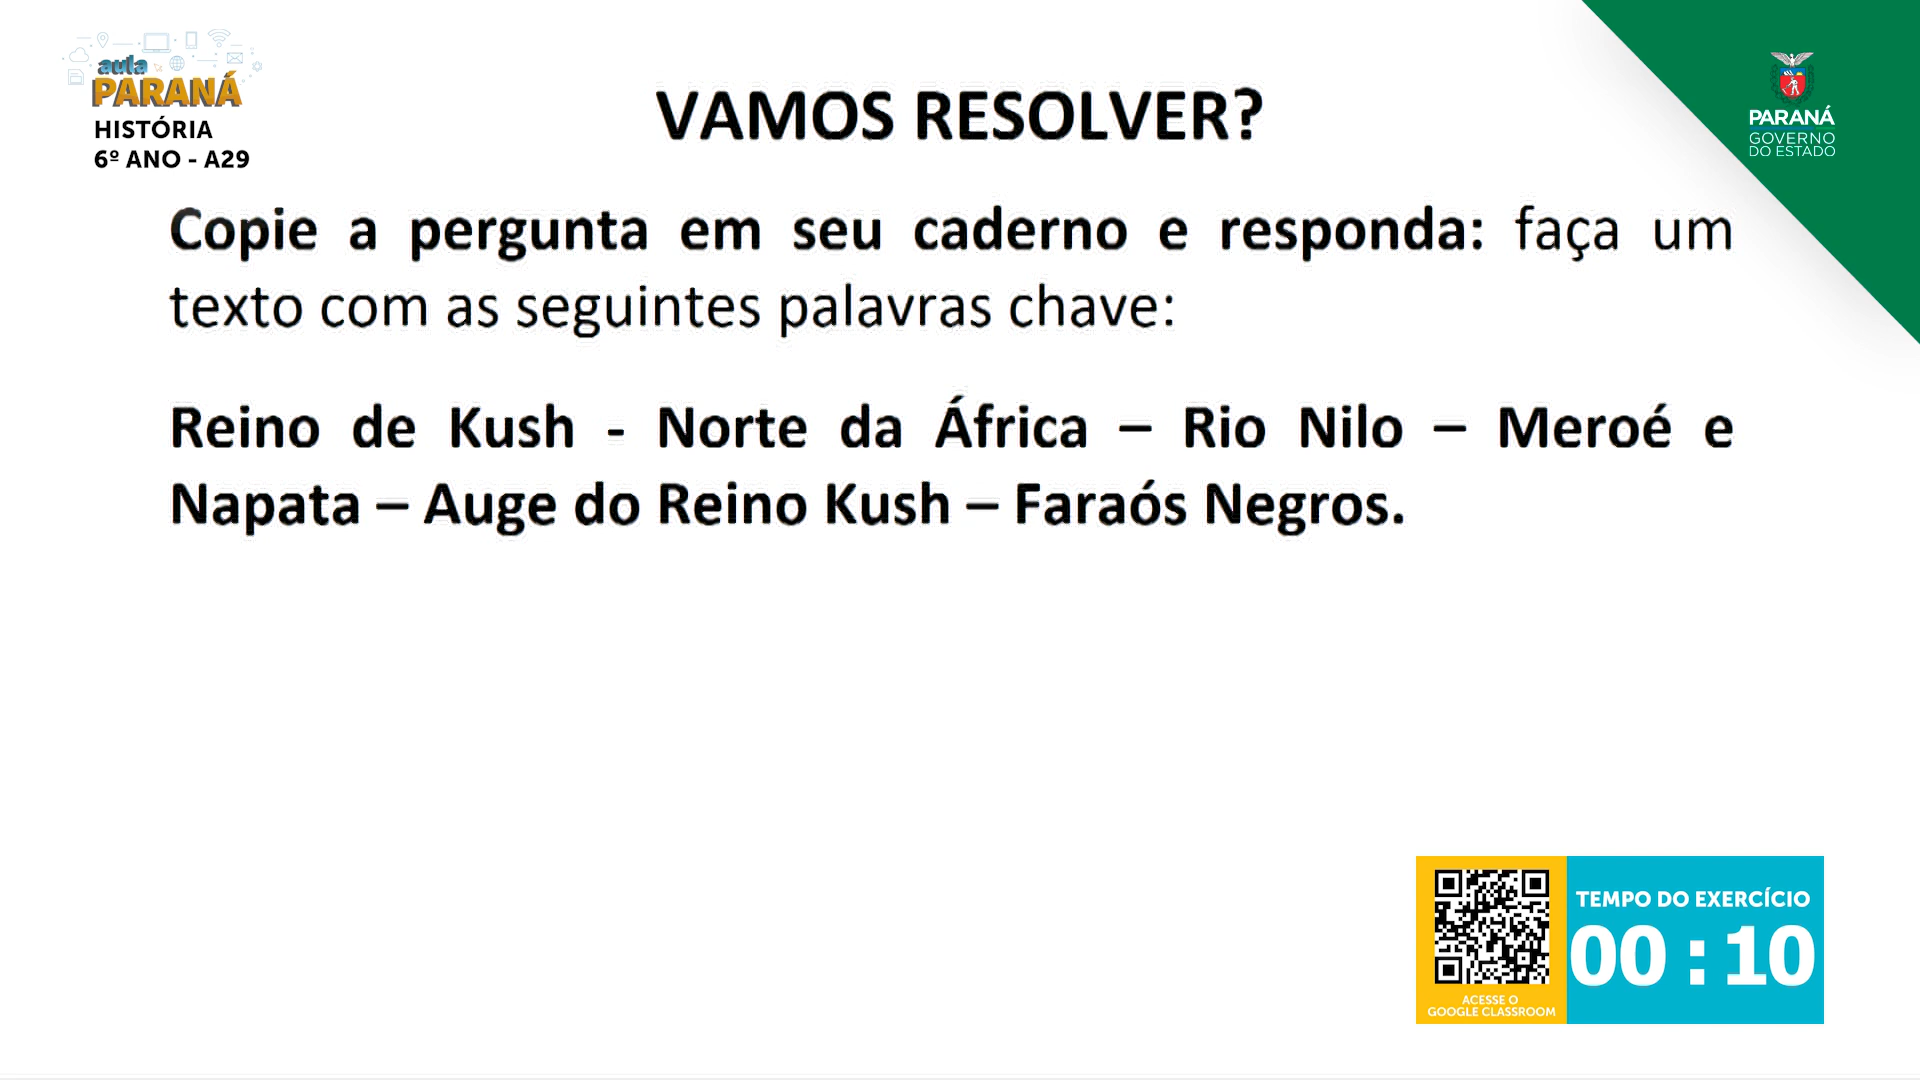 aula
PARANÁ
HISTÓRIA
6º ANO - A29
VAMOS RESOLVER?
PARANÁ
GOVERNO
DO ESTADO
Copie a pergunta em seu caderno e responda: faça um
texto com as seguintes palavras chave:
Reino de Kush - Norte da África – Rio Nilo – Meroé e
Napata – Auge do Reino Kush – Faraós Negros.
TEMPO DO EXERCÍCIO
00 : 10
ACESSE O
GOOGLE CLASSROOM